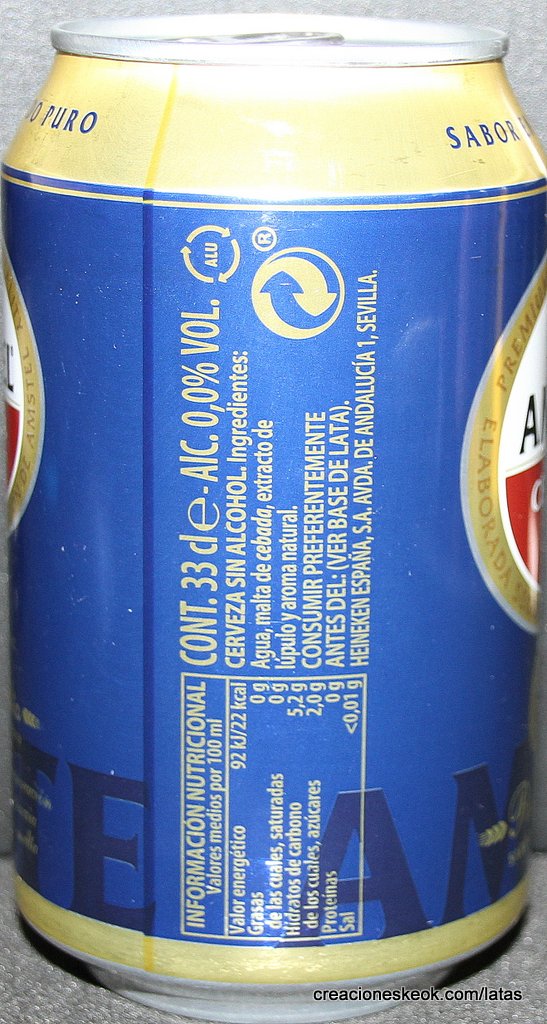 O PURO
SABOR
ALU
®
CONT. 33 cl e - AlC. 0,0% VOL.
CERVEZA SIN ALCOHOL. Ingredientes:
Agua, malta de cebada, extracto de
lúpulo y aroma natural.
CONSUMIR PREFERENTEMENTE
ANTES DEL: (VER BASE DE LATA).
HEINEKEN ESPAÑA, S.A. AVDA. DE ANDALUCÍA 1, SEVILLA.
INFORMACIÓN NUTRICIONAL
Valores medios por 100 ml
Valor energético 92 kJ/22 kcal
Grasas 0 g
de las cuales, saturadas 0 g
Hidratos de carbono 5,2 g
de los cuales, azúcares 2,0 g
Proteínas 0 g
Sal <0,01 g
AMSTEL
PREMIUM
ELABORADA
creacioneskeok.com/latas